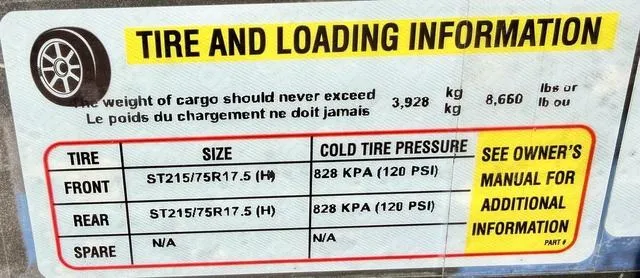 TIRE AND LOADING INFORMATION
The weight of cargo should never exceed 3,928 kg 8,660 lbs or
Le poids du chargement ne doit jamais kg lb ou
TIRE SIZE COLD TIRE PRESSURE
FRONT ST215/75R17.5 (H) 828 KPA (120 PSI)
REAR ST215/75R17.5 (H) 828 KPA (120 PSI)
SPARE N/A N/A
SEE OWNER'S
MANUAL FOR
ADDITIONAL
INFORMATION
PART #